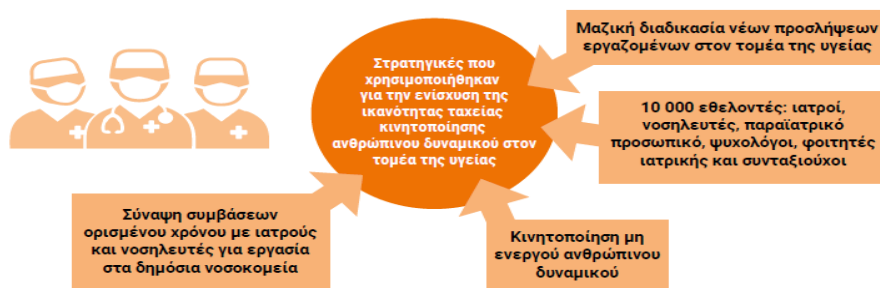 Στρατηγικές που
χρησιμοποιήθηκαν
για την ενίσχυση της
ικανότητας ταχείας
κινητοποίησης
ανθρώπινου δυναμικού στον
τομέα της υγείας
Μαζική διαδικασία νέων προσλήψεων
εργαζομένων στον τομέα της υγείας
10 000 εθελοντές: ιατροί,
νοσηλευτές, παραϊατρικό
προσωπικό, ψυχολόγοι, φοιτητές
ιατρικής και συνταξιούχοι
Σύναψη συμβάσεων
ορισμένου χρόνου με ιατρούς
και νοσηλευτές για εργασία
στα δημόσια νοσοκομεία
Κινητοποίηση μη
ενεργού ανθρώπινου
δυναμικού